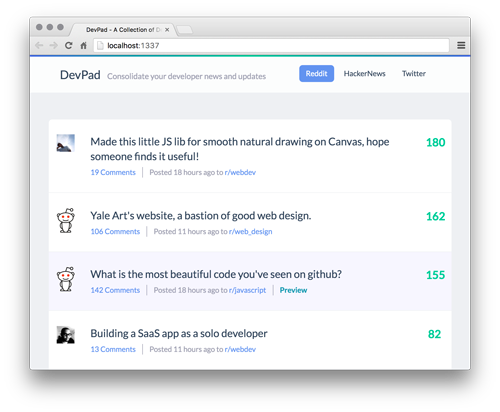 DevPad - A Collection of D
localhost:1337
DevPad Consolidate your developer news and updates Reddit HackerNews Twitter
Made this little JS lib for smooth natural drawing on Canvas, hope 180
someone finds it useful!
19 Comments Posted 18 hours ago to r/webdev
Yale Art's website, a bastion of good web design. 162
106 Comments Posted 11 hours ago to r/web_design
What is the most beautiful code you've seen on github? 155
142 Comments Posted 18 hours ago to r/javascript Preview
Building a SaaS app as a solo developer 82
13 Comments Posted 11 hours ago to r/webdev